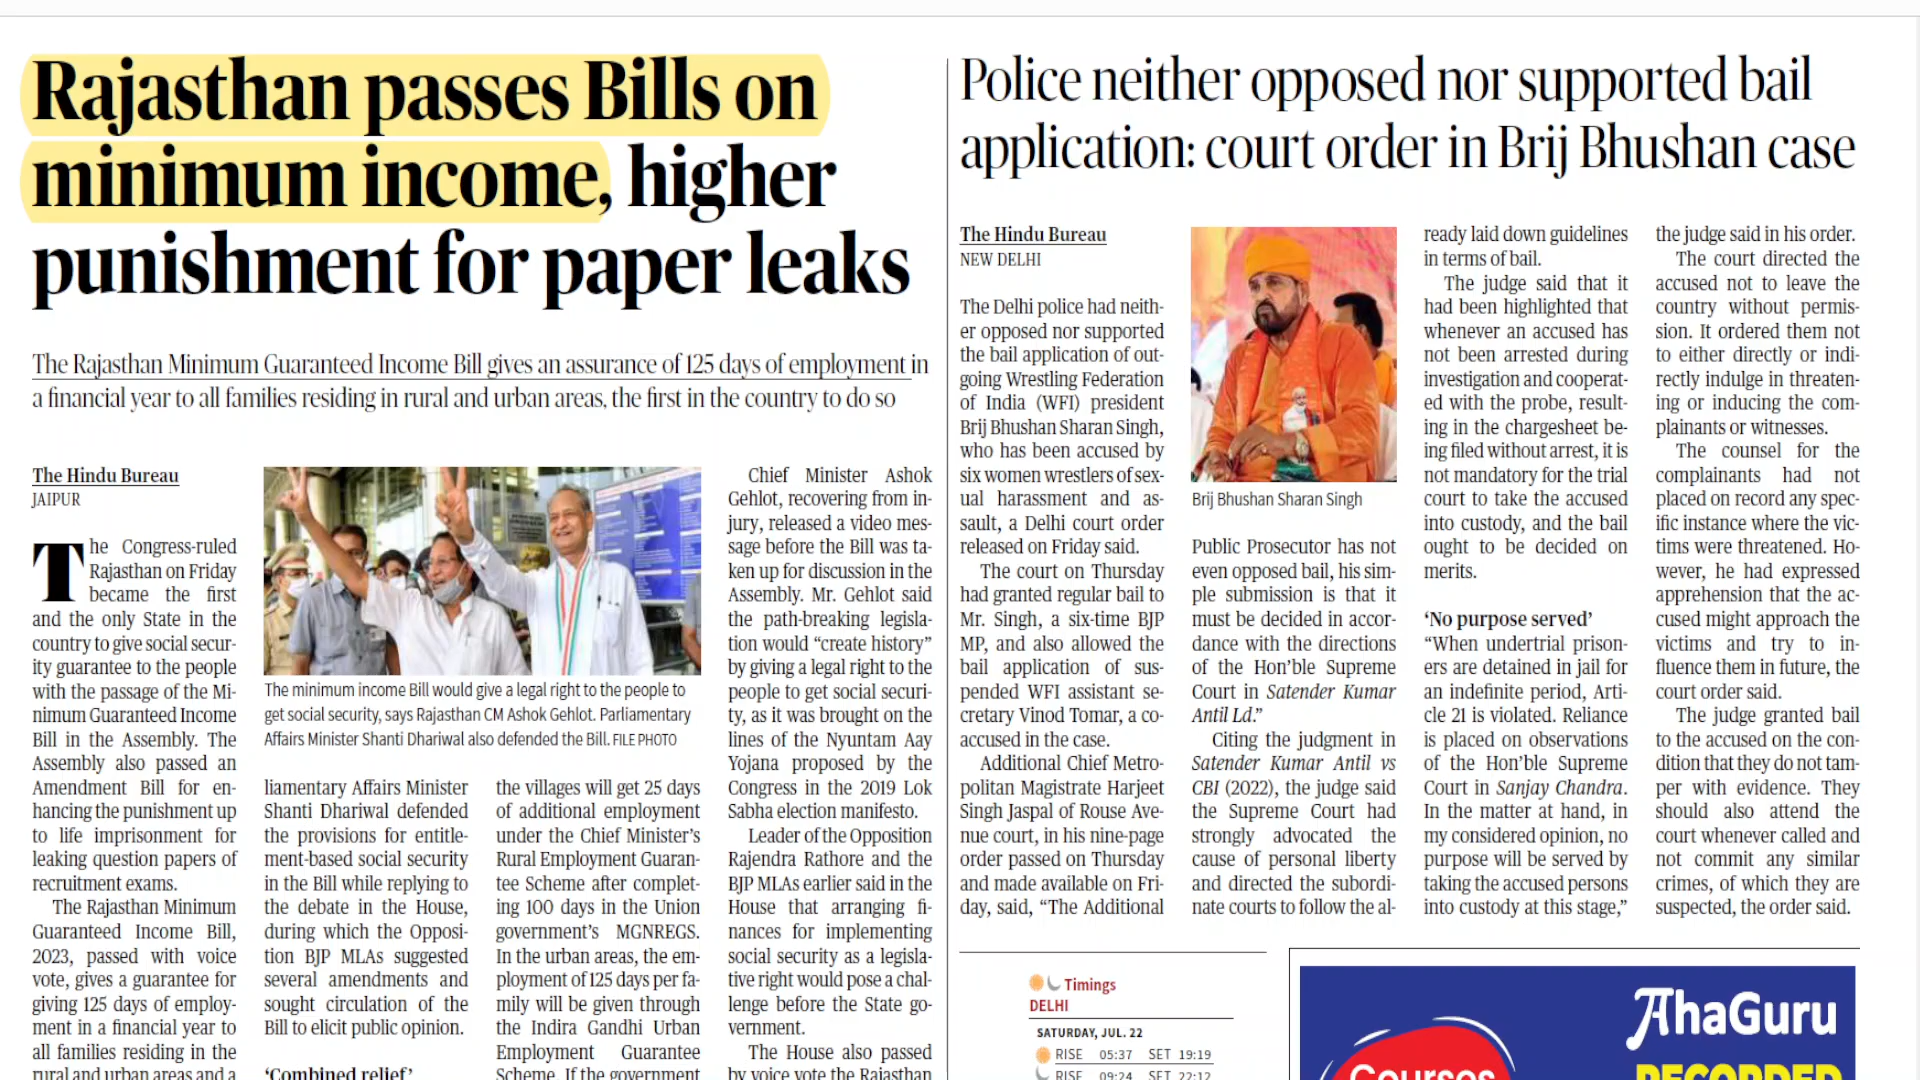 Rajasthan passes Bills on
minimum income, higher
punishment for paper leaks
The Rajasthan Minimum Guaranteed Income Bill gives an assurance of 125 days of employment in
a financial year to all families residing in rural and urban areas, the first in the country to do so
The Hindu Bureau
JAIPUR
The Congress-ruled
Rajasthan on Friday
became the first
and the only State in the
country to give social secur-
ity guarantee to the people
with the passage of the Mi-
nimum Guaranteed Income
Bill in the Assembly. The
Assembly also passed an
Amendment Bill for en-
hancing the punishment up
to life imprisonment for
leaking question papers of
recruitment exams.
The Rajasthan Minimum
Guaranteed Income Bill,
2023, passed with voice
vote, gives a guarantee for
giving 125 days of employ-
ment in a financial year to
all families residing in the
rural and urban areas and a
The minimum income Bill would give a legal right to the people to
get social security, says Rajasthan CM Ashok Gehlot. Parliamentary
Affairs Minister Shanti Dhariwal also defended the Bill. FILE PHOTO
liamentary Affairs Minister
Shanti Dhariwal defended
the provisions for entitle-
ment-based social security
in the Bill while replying to
the debate in the House,
during which the Opposi-
tion BJP MLAs suggested
several amendments and
sought circulation of the
Bill to elicit public opinion.
‘Combined relief’
the villages will get 25 days
of additional employment
under the Chief Minister’s
Rural Employment Guaran-
tee Scheme after complet-
ing 100 days in the Union
government’s MGNREGS.
In the urban areas, the em-
ployment of 125 days per fa-
mily will be given through
the Indira Gandhi Urban
Employment Guarantee
Scheme. If the government
Chief Minister Ashok
Gehlot, recovering from in-
jury, released a video mes-
sage before the Bill was ta-
ken up for discussion in the
Assembly. Mr. Gehlot said
the path-breaking legisla-
tion would “create history”
by giving a legal right to the
people to get social securi-
ty, as it was brought on the
lines of the Nyuntam Aay
Yojana proposed by the
Congress in the 2019 Lok
Sabha election manifesto.
Leader of the Opposition
Rajendra Rathore and the
BJP MLAs earlier said in the
House that arranging fi-
nances for implementing
social security as a legisla-
tive right would pose a chal-
lenge before the State go-
vernment.
The House also passed
by voice vote the Rajasthan
Police neither opposed nor supported bail
application: court order in Brij Bhushan case
The Hindu Bureau
NEW DELHI
The Delhi police had neith-
er opposed nor supported
the bail application of out-
going Wrestling Federation
of India (WFI) president
Brij Bhushan Sharan Singh,
who has been accused by
six women wrestlers of sex-
ual harassment and as-
sault, a Delhi court order
released on Friday said.
The court on Thursday
had granted regular bail to
Mr. Singh, a six-time BJP
MP, and also allowed the
bail application of sus-
pended WFI assistant se-
cretary Vinod Tomar, a co-
accused in the case.
Additional Chief Metro-
politan Magistrate Harjeet
Singh Jaspal of Rouse Ave-
nue court, in his nine-page
order passed on Thursday
and made available on Fri-
day, said, “The Additional
Brij Bhushan Sharan Singh
Public Prosecutor has not
even opposed bail, his sim-
ple submission is that it
must be decided in accor-
dance with the directions
of the Hon’ble Supreme
Court in Satender Kumar
Antil Ld.”
Citing the judgment in
Satender Kumar Antil vs
CBI (2022), the judge said
the Supreme Court had
strongly advocated the
cause of personal liberty
and directed the subordi-
nate courts to follow the al-
ready laid down guidelines
in terms of bail.
The judge said that it
had been highlighted that
whenever an accused has
not been arrested during
investigation and cooperat-
ed with the probe, result-
ing in the chargesheet be-
ing filed without arrest, it is
not mandatory for the trial
court to take the accused
into custody, and the bail
ought to be decided on
merits.
‘No purpose served’
“When undertrial prison-
ers are detained in jail for
an indefinite period, Arti-
cle 21 is violated. Reliance
is placed on observations
of the Hon’ble Supreme
Court in Sanjay Chandra.
In the matter at hand, in
my considered opinion, no
purpose will be served by
taking the accused persons
into custody at this stage,”
the judge said in his order.
The court directed the
accused not to leave the
country without permis-
sion. It ordered them not
to either directly or indi-
rectly indulge in threaten-
ing or inducing the com-
plainants or witnesses.
The counsel for the
complainants had not
placed on record any spec-
ific instance where the vic-
tims were threatened. Ho-
wever, he had expressed
apprehension that the ac-
cused might approach the
victims and try to in-
fluence them in future, the
court order said.
The judge granted bail
to the accused on the con-
dition that they do not tam-
per with evidence. They
should also attend the
court whenever called and
not commit any similar
crimes, of which they are
suspected, the order said.
Timings
DELHI
SATURDAY, JUL. 22
RISE 05:37 SET 19:19
RISE 09:24 SET 22:12
AhaGuru
Courses
RECORDED